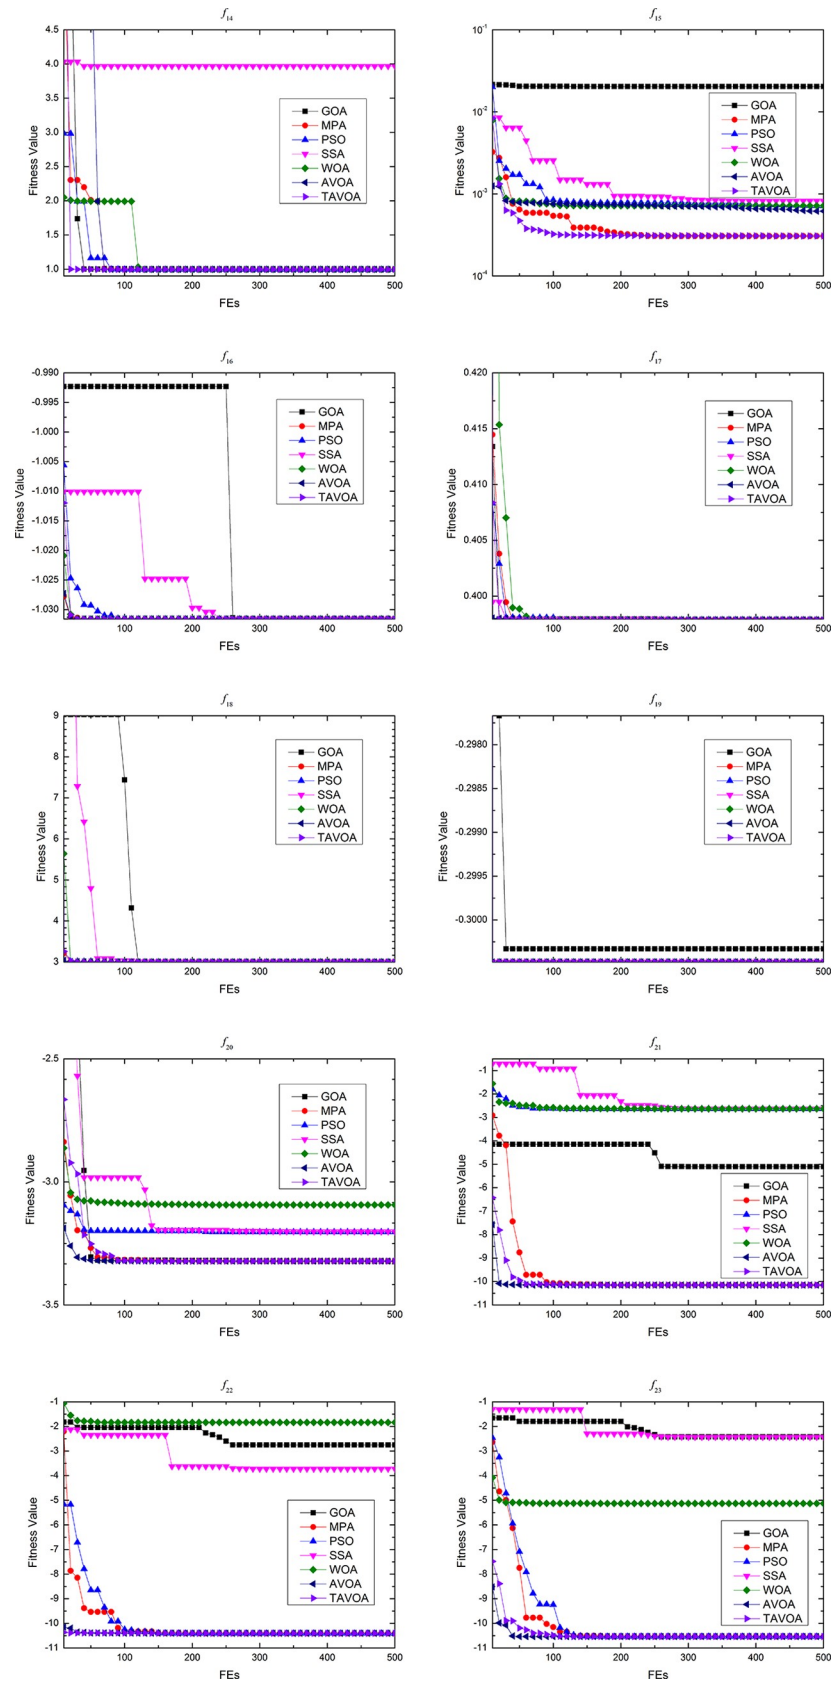 f14
4.5
4.0
3.5
3.0
2.5
2.0
1.5
1.0
Fitness Value
GOA
MPA
PSO
SSA
WOA
AVOA
TAVOA
100
200
300
400
500
FEs
f15
10-1
10-2
10-3
10-4
Fitness Value
GOA
MPA
PSO
SSA
WOA
AVOA
TAVOA
100
200
300
400
500
FEs
f16
-0.990
-0.995
-1.000
-1.005
-1.010
-1.015
-1.020
-1.025
-1.030
Fitness Value
GOA
MPA
PSO
SSA
WOA
AVOA
TAVOA
100
200
300
400
500
FEs
f17
0.420
0.415
0.410
0.405
0.400
Fitness Value
GOA
MPA
PSO
SSA
WOA
AVOA
TAVOA
100
200
300
400
500
FEs
f18
9
8
7
6
5
4
3
Fitness Value
GOA
MPA
PSO
SSA
WOA
AVOA
TAVOA
100
200
300
400
500
FEs
f19
-0.2980
-0.2985
-0.2990
-0.2995
-0.3000
Fitness Value
GOA
MPA
PSO
SSA
WOA
AVOA
TAVOA
100
200
300
400
500
FEs
f20
-2.5
-3.0
-3.5
Fitness Value
GOA
MPA
PSO
SSA
WOA
AVOA
TAVOA
100
200
300
400
500
FEs
f21
-1
-2
-3
-4
-5
-6
-7
-8
-9
-10
-11
Fitness Value
GOA
MPA
PSO
SSA
WOA
AVOA
TAVOA
100
200
300
400
500
FEs
f22
-1
-2
-3
-4
-5
-6
-7
-8
-9
-10
-11
Fitness Value
GOA
MPA
PSO
SSA
WOA
AVOA
TAVOA
100
200
300
400
500
FEs
f23
-1
-2
-3
-4
-5
-6
-7
-8
-9
-10
-11
Fitness Value
GOA
MPA
PSO
SSA
WOA
AVOA
TAVOA
100
200
300
400
500
FEs